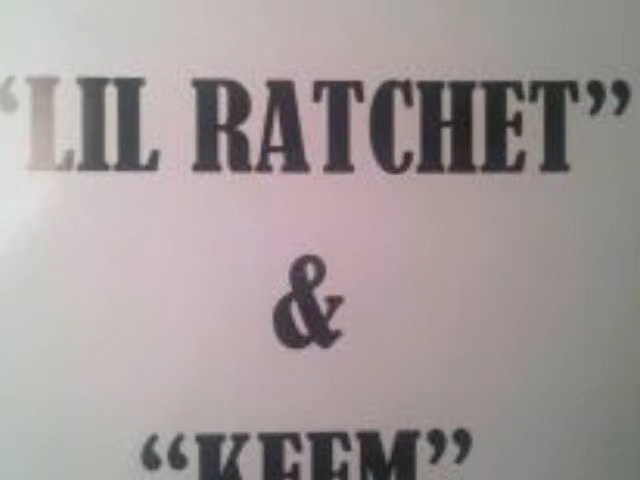 “LIL RATCHET”
&
“KEEM”